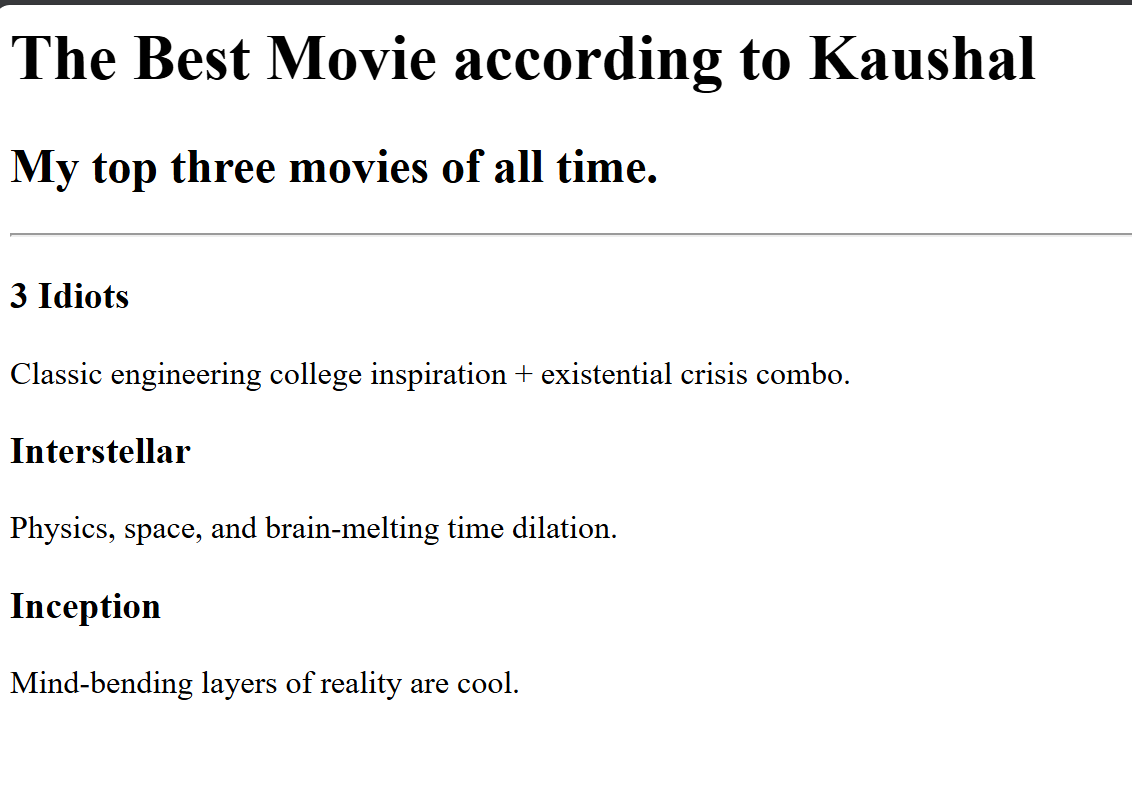 The Best Movie according to Kaushal
My top three movies of all time.
3 Idiots
Classic engineering college inspiration + existential crisis combo.
Interstellar
Physics, space, and brain-melting time dilation.
Inception
Mind-bending layers of reality are cool.